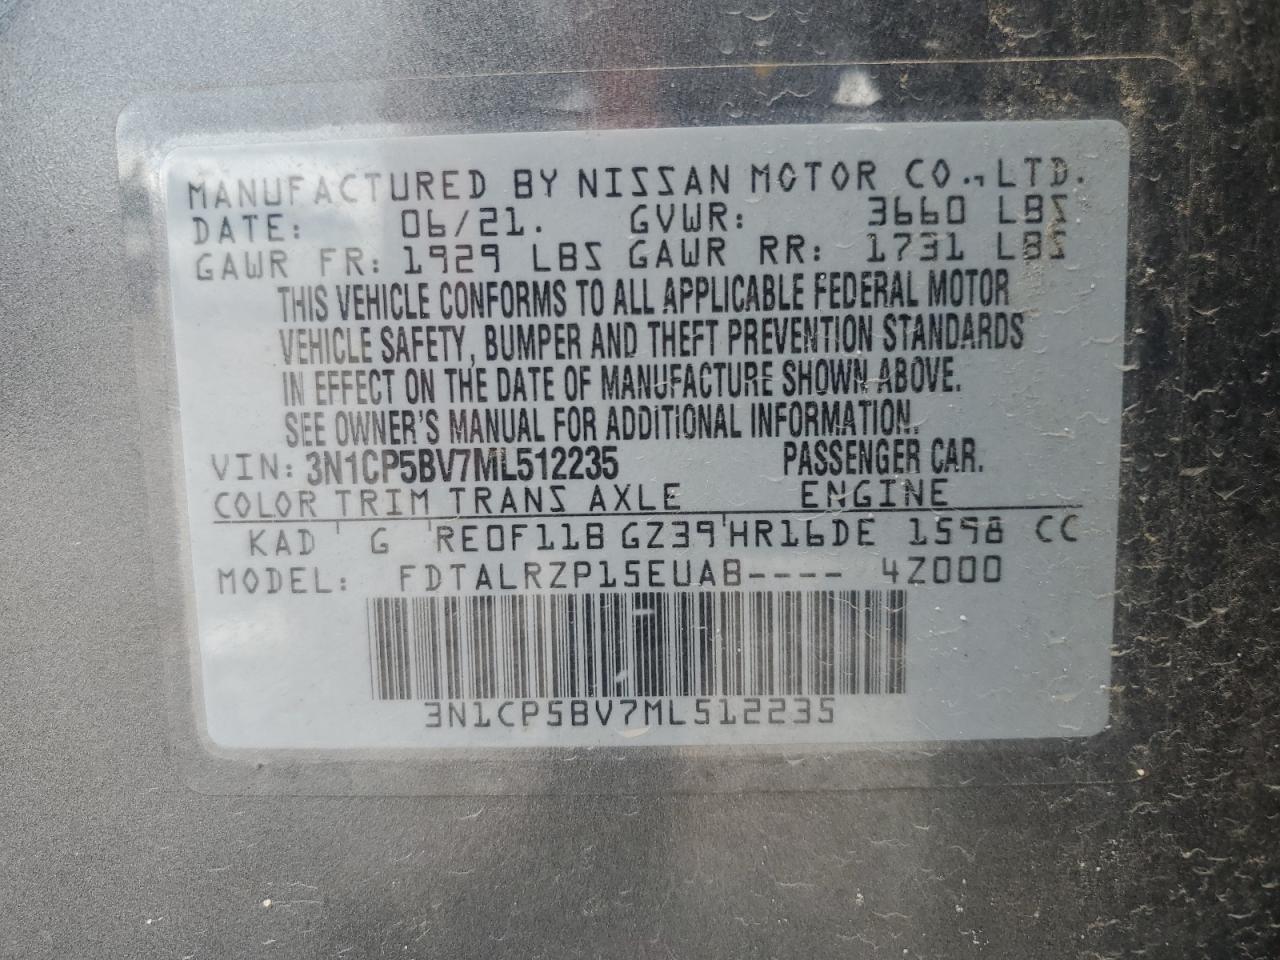 MANUFACTURED BY NISSAN MOTOR CO., LTD.
DATE: 06/21. GVWR: 3660 LBS
GAWR FR: 1929 LBS GAWR RR: 1731 LBS
THIS VEHICLE CONFORMS TO ALL APPLICABLE FEDERAL MOTOR
VEHICLE SAFETY, BUMPER AND THEFT PREVENTION STANDARDS
IN EFFECT ON THE DATE OF MANUFACTURE SHOWN ABOVE.
SEE OWNER'S MANUAL FOR ADDITIONAL INFORMATION.
VIN: 3N1CP5BV7ML512235 PASSENGER CAR.
COLOR TRIM TRANS AXLE ENGINE
KAD G RE0F11B GZ39 HR16DE 1598 CC
MODEL: FDTALRZP15EUAB---- 4Z000
3N1CP5BV7ML512235